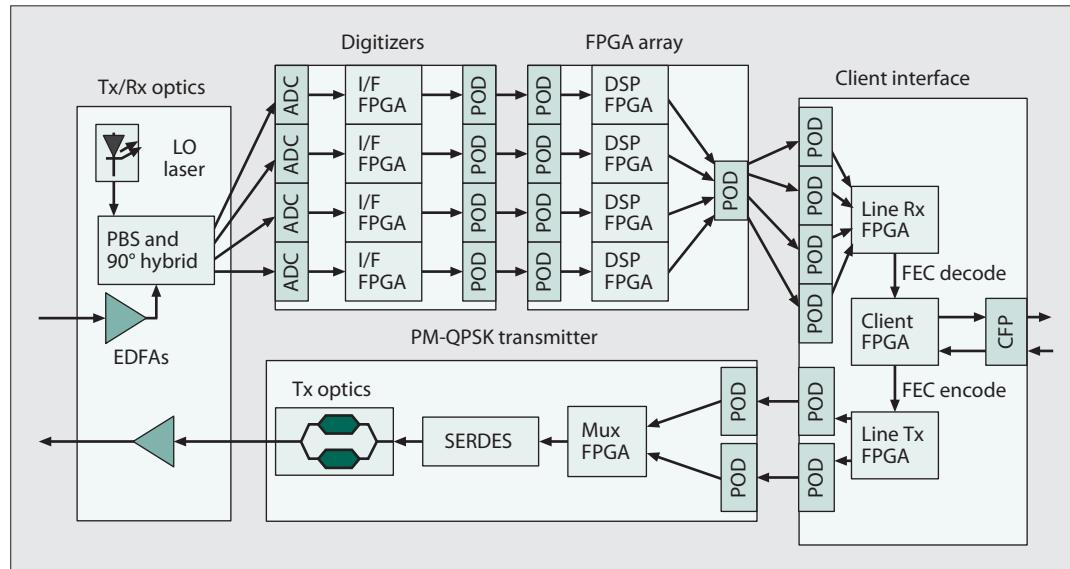 Digitizers
FPGA array
Tx/Rx optics
Client interface
LO
laser
PBS and
90° hybrid
EDFAs
ADC
I/F
FPGA
POD
POD
DSP
FPGA
ADC
I/F
FPGA
POD
POD
DSP
FPGA
ADC
I/F
FPGA
POD
POD
DSP
FPGA
ADC
I/F
FPGA
POD
POD
DSP
FPGA
POD
POD
POD
POD
POD
Line Rx
FPGA
FEC decode
Client
FPGA
CFP
FEC encode
Line Tx
FPGA
PM-QPSK transmitter
Tx optics
SERDES
Mux
FPGA
POD
POD
POD
POD